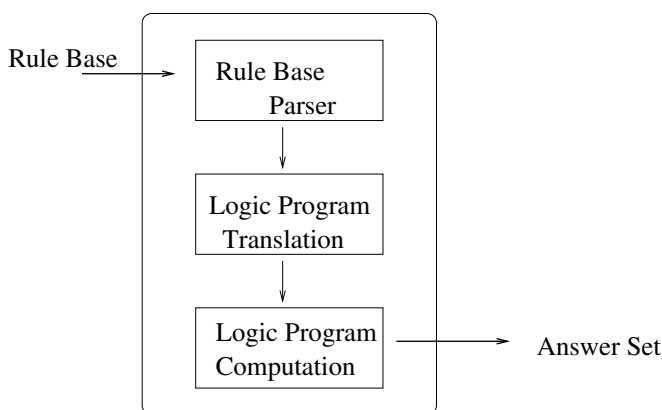 Rule Base
Rule Base
Parser
Logic Program
Translation
Logic Program
Computation
Answer Set